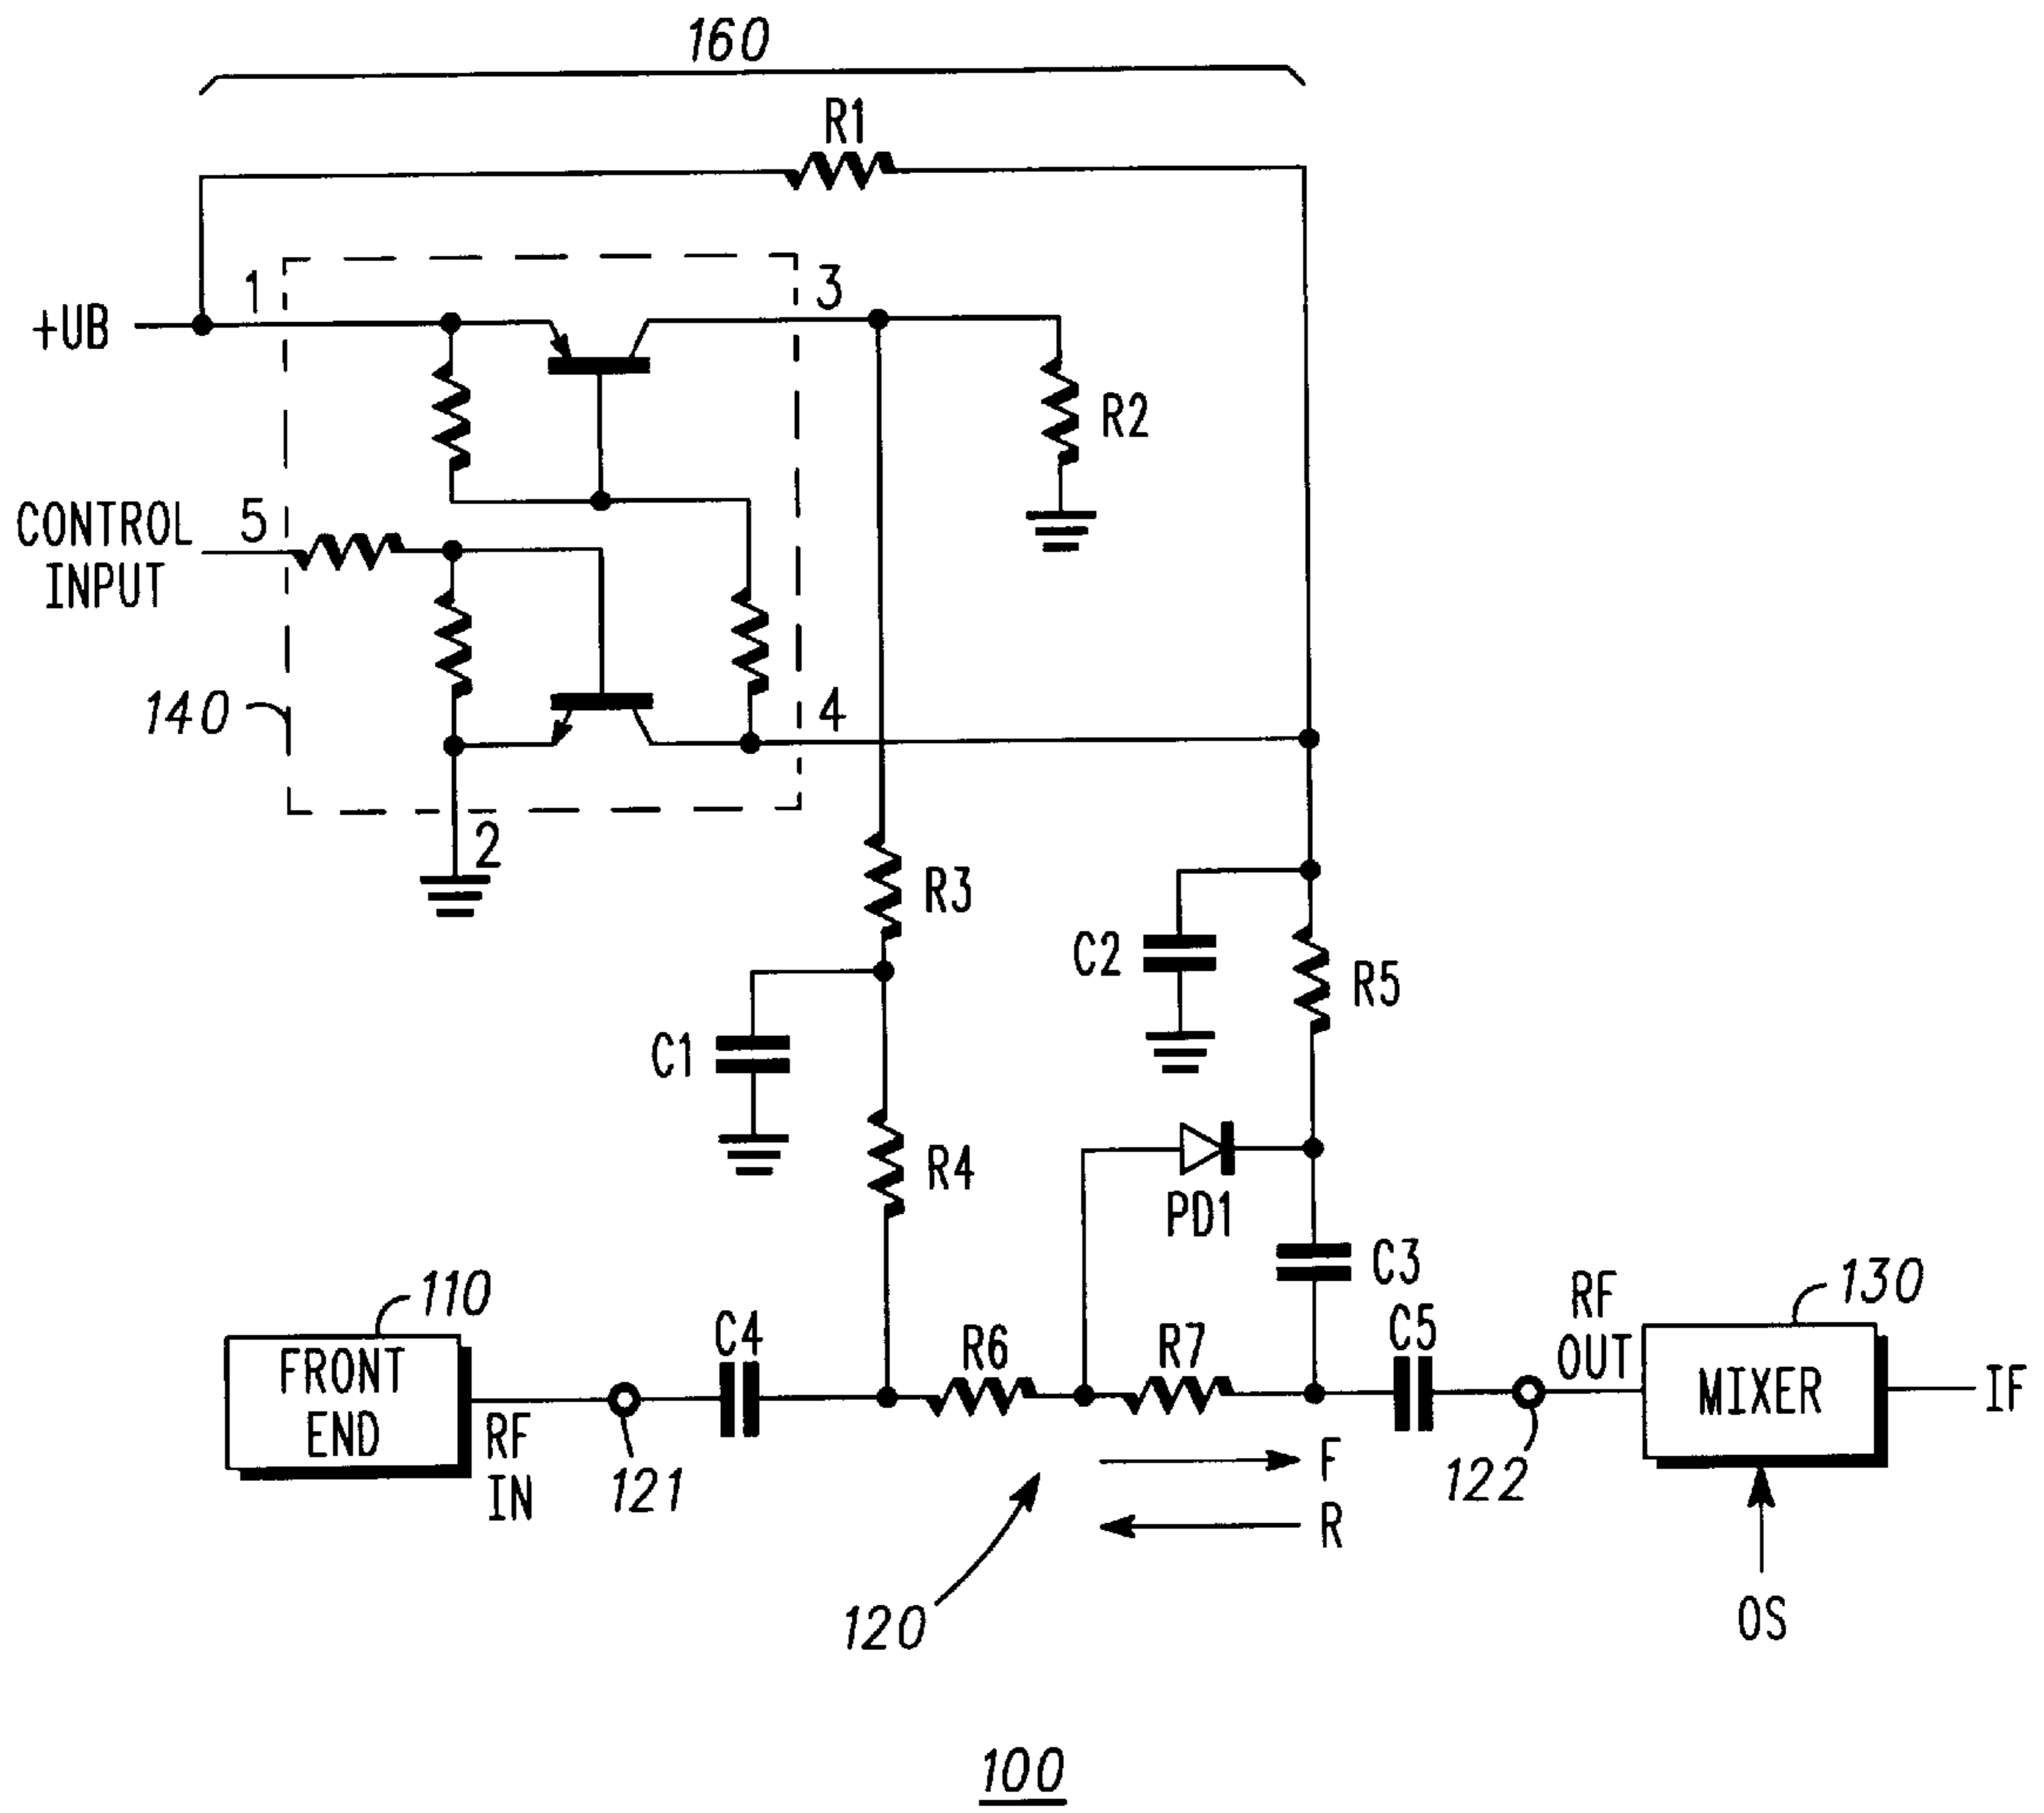 160
R1
1
3
+UB
R2
CONTROL
INPUT
5
140
4
2
R3
C2
R5
C1
R4
PD1
C3
110
FRONT
END
RF
IN
121
C4
R6
R7
C5
RF
OUT
130
MIXER
IF
122
F
R
120
OS
100